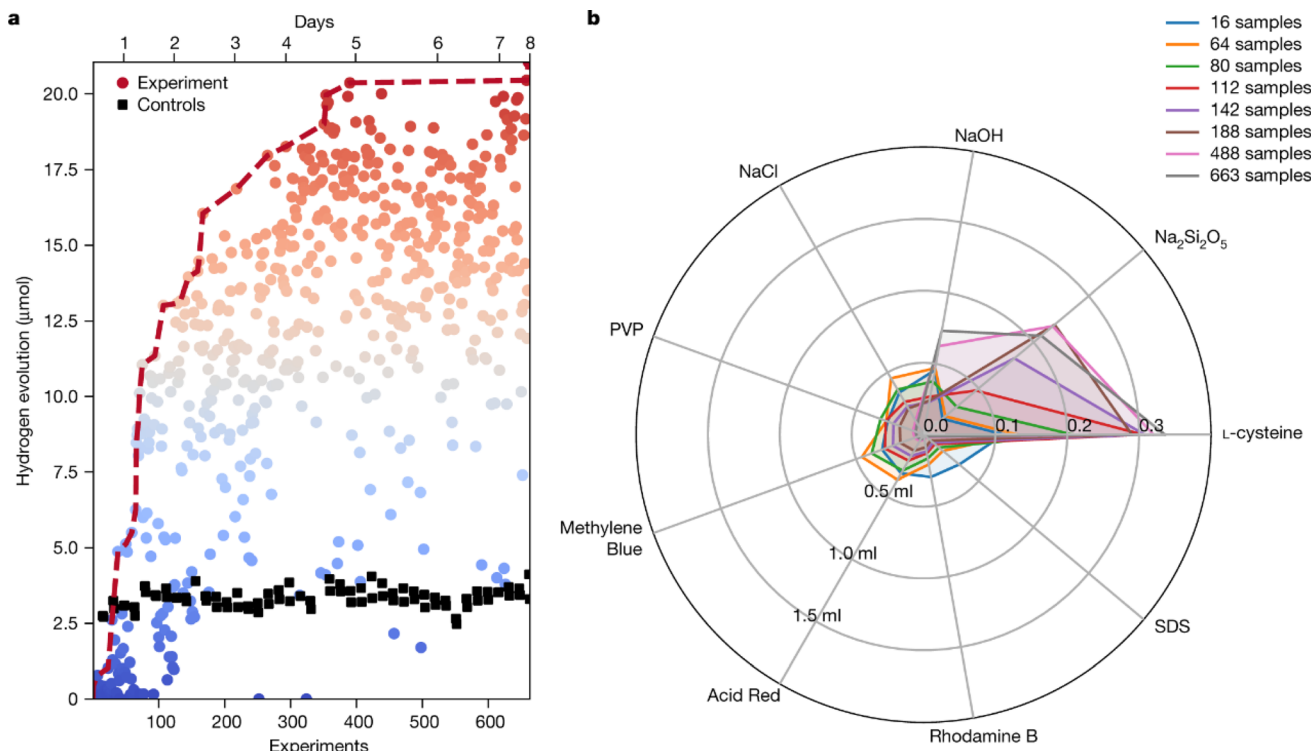 a
Days
1 2 3 4 5 6 7 8
Experiment
Controls
Hydrogen evolution (μmol)
20.0
17.5
15.0
12.5
10.0
7.5
5.0
2.5
0
100 200 300 400 500 600
Experiments
b
16 samples
64 samples
80 samples
112 samples
142 samples
188 samples
488 samples
663 samples
NaOH
NaCl
Na₂Si₂O₅
PVP
L-cysteine
0.0 0.1 0.2 0.3
0.5 ml
1.0 ml
1.5 ml
Methylene
Blue
SDS
Acid Red
Rhodamine B